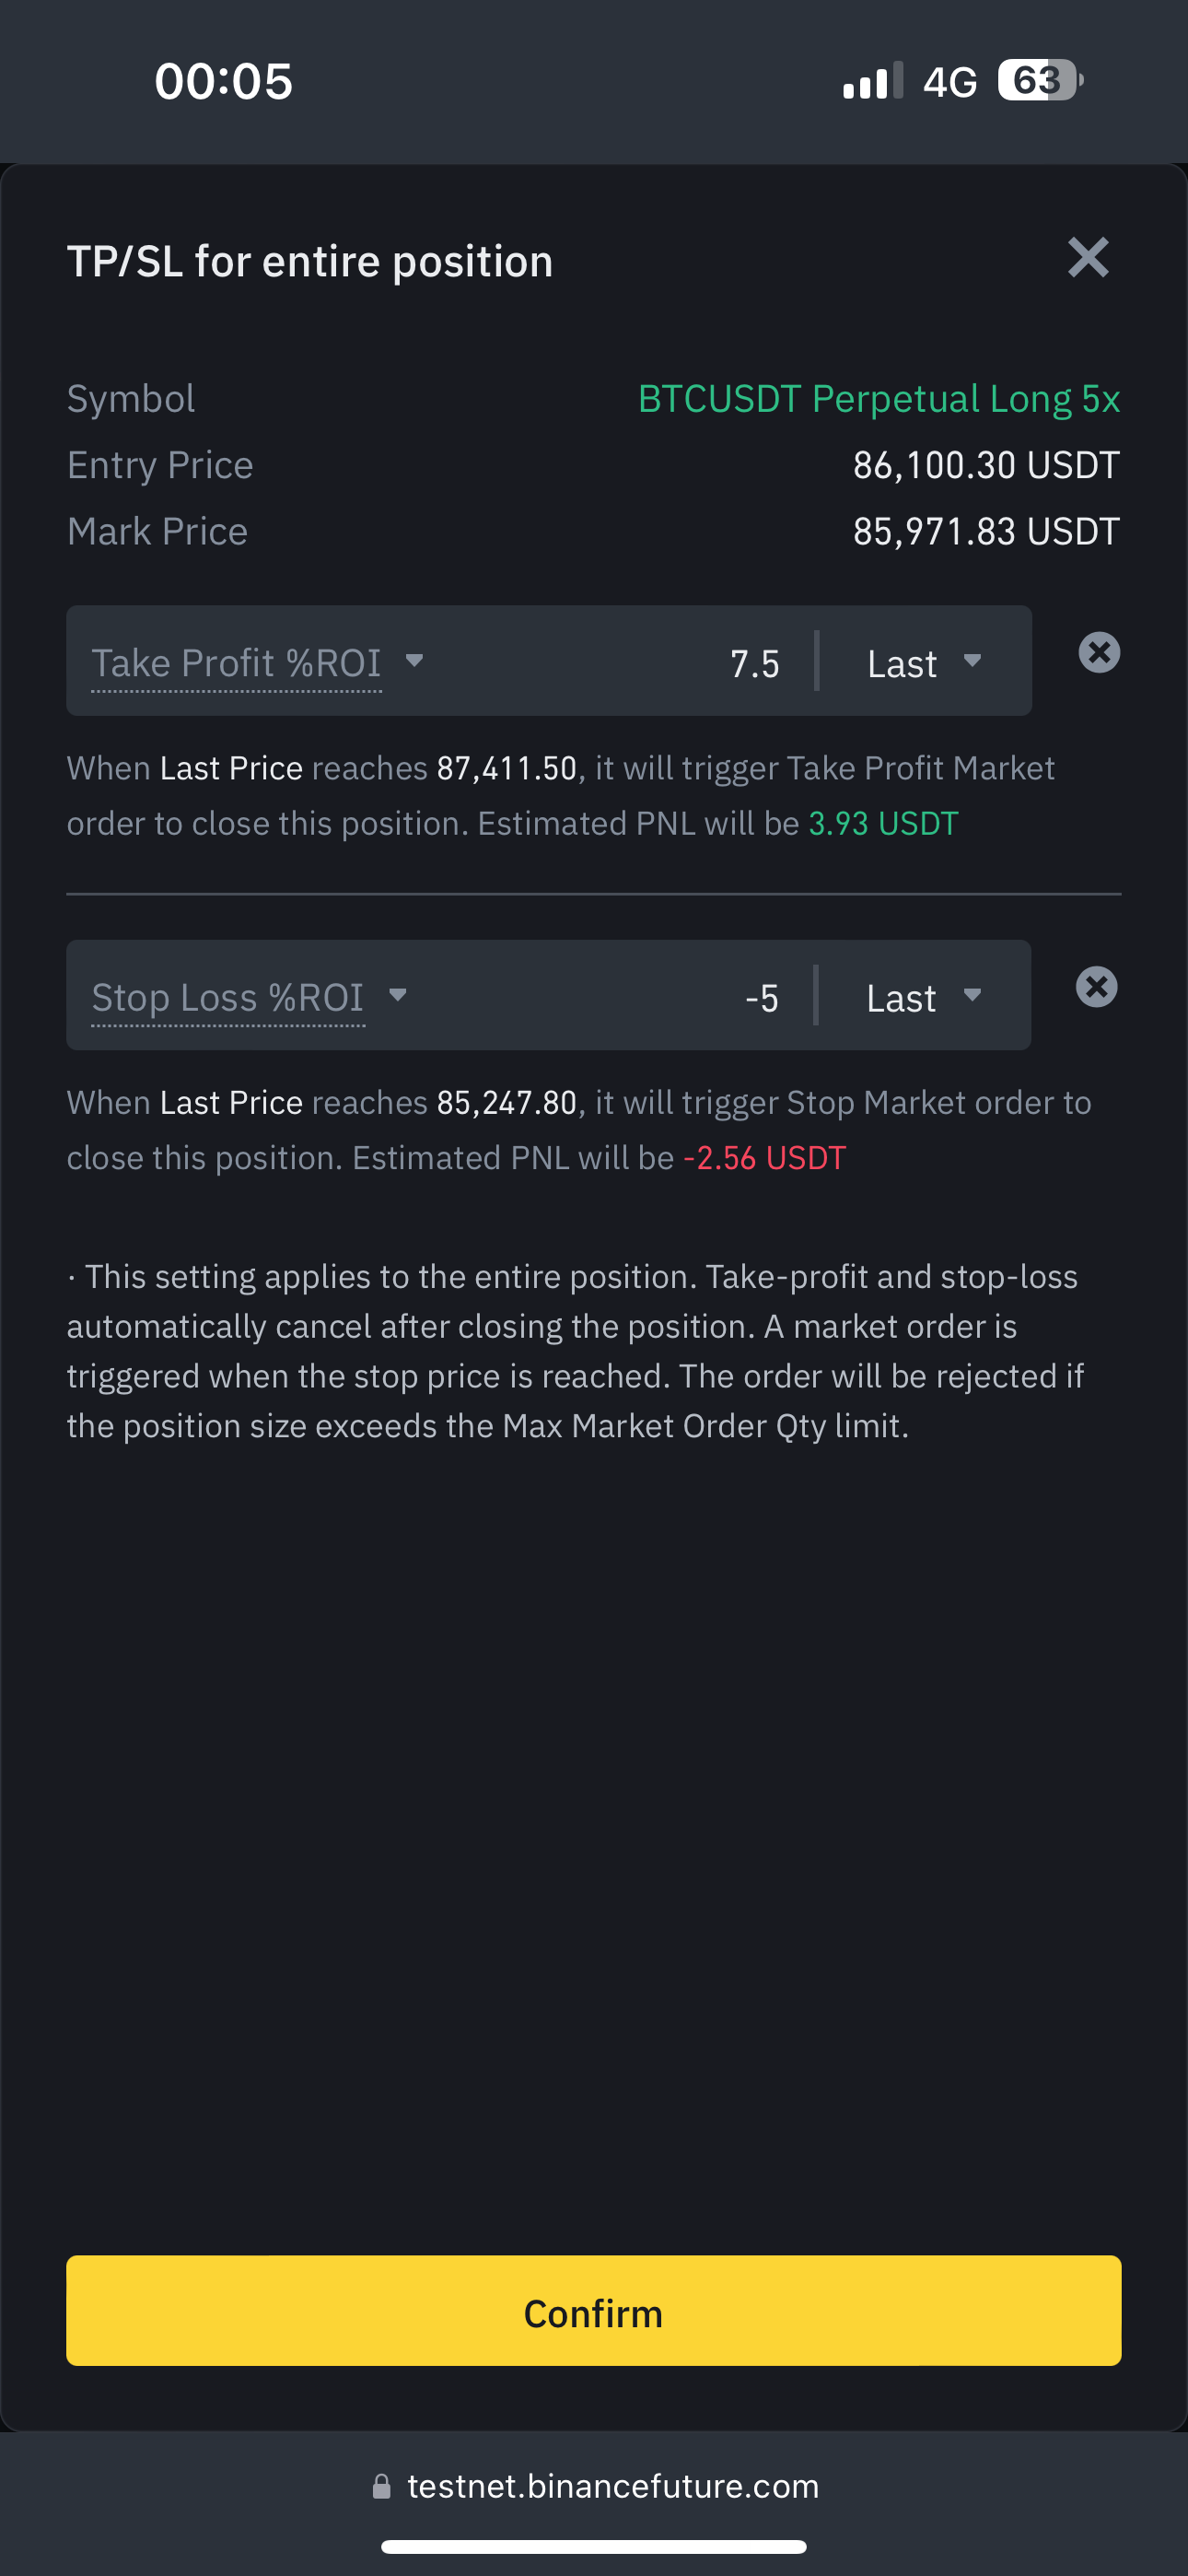 00:05
4G 63
TP/SL for entire position
Symbol BTCUSDT Perpetual Long 5x
Entry Price 86,100.30 USDT
Mark Price 85,971.83 USDT
Take Profit %ROI 7.5 Last
When Last Price reaches 87,411.50, it will trigger Take Profit Market
order to close this position. Estimated PNL will be 3.93 USDT
Stop Loss %ROI -5 Last
When Last Price reaches 85,247.80, it will trigger Stop Market order to
close this position. Estimated PNL will be -2.56 USDT
· This setting applies to the entire position. Take-profit and stop-loss
automatically cancel after closing the position. A market order is
triggered when the stop price is reached. The order will be rejected if
the position size exceeds the Max Market Order Qty limit.
Confirm
testnet.binancefuture.com